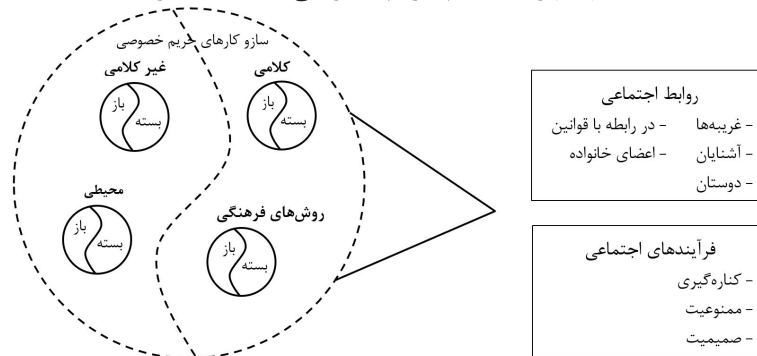 سازو کارهای حریم خصوصی
کلامی
غیر کلامی
باز
بسته
باز
بسته
محیطی
روش‌های فرهنگی
باز
بسته
باز
بسته
روابط اجتماعی
- غریبه‌ها - در رابطه با قوانین
- آشنایان - اعضای خانواده
- دوستان
فرآیندهای اجتماعی
- کناره‌گیری
- ممنوعیت
- صمیمیت